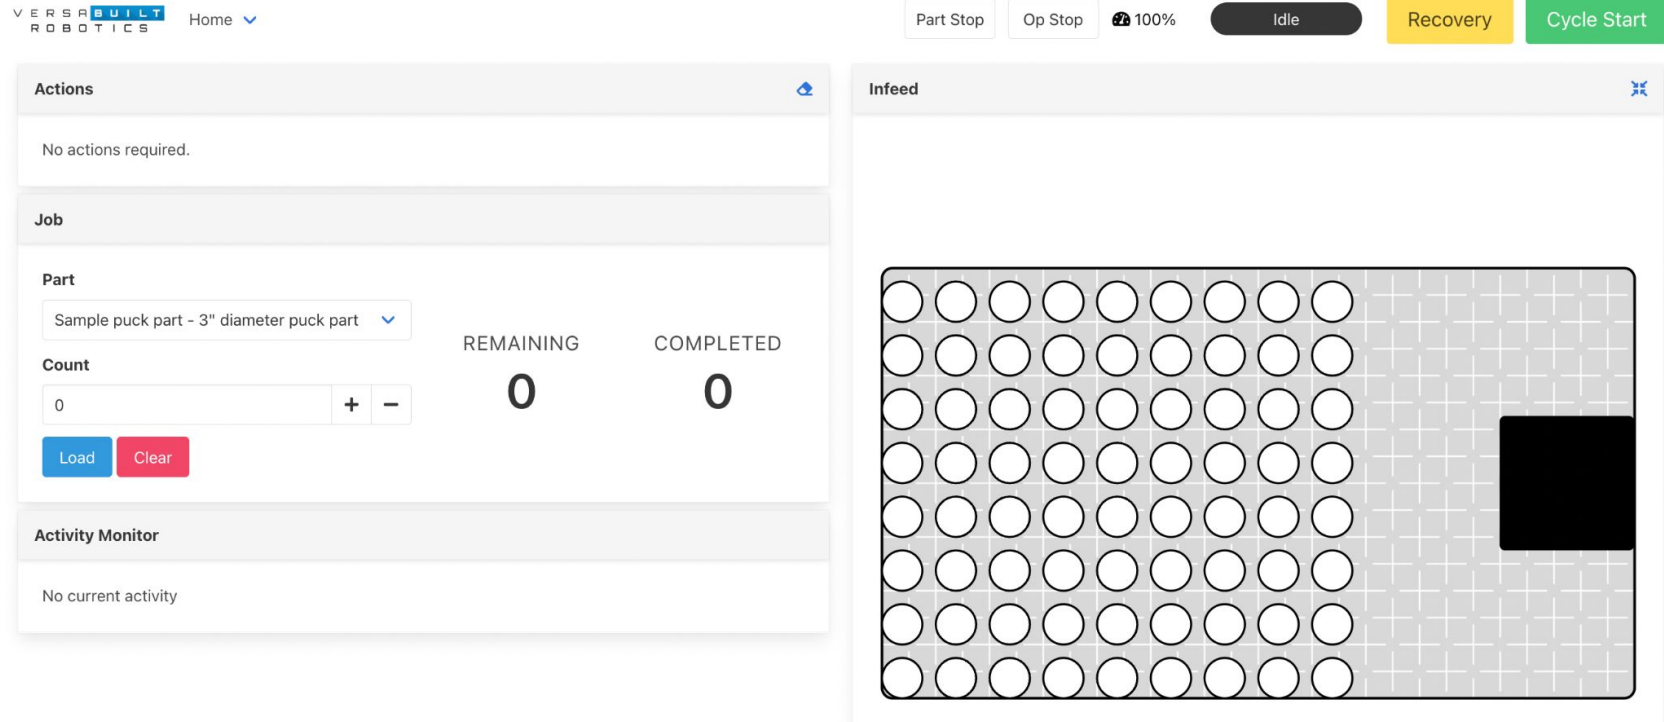 VERSABUILT
ROBOTICS
Home
Part Stop
Op Stop
100%
Idle
Recovery
Cycle Start
Actions
No actions required.
Job
Part
Sample puck part - 3" diameter puck part
Count
0
+
−
Load
Clear
REMAINING
0
COMPLETED
0
Activity Monitor
No current activity
Infeed